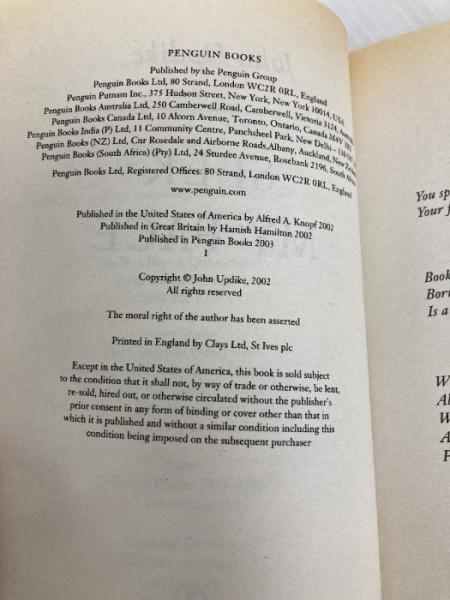 PENGUIN BOOKS
Published by the Penguin Group
Penguin Books Ltd, 80 Strand, London WC2R 0RL, England
Penguin Putnam Inc., 375 Hudson Street, New York, New York 10014, USA
Penguin Books Australia Ltd, 250 Camberwell Road, Camberwell, Victoria 3124,
Penguin Books Canada Ltd, 10 Alcorn Avenue, Toronto, Ontario, Canada M4V
Penguin Books India (P) Ltd, 11 Community Centre, Panchsheel Park, New Delhi – 110
Penguin Books (NZ) Ltd, Cnr Rosedale and Airborne Roads, Albany, Auckland, New
Penguin Books (South Africa) (Pty) Ltd, 24 Sturdee Avenue, Rosebank 2196, South
Penguin Books Ltd, Registered Offices: 80 Strand, London WC2R 0RL, England
www.penguin.com
Published in the United States of America by Alfred A. Knopf 2002
Published in Great Britain by Hamish Hamilton 2002
Published in Penguin Books 2003
1
Copyright © John Updike, 2002
All rights reserved
The moral right of the author has been asserted
Printed in England by Clays Ltd, St Ives plc
Except in the United States of America, this book is sold subject
to the condition that it shall not, by way of trade or otherwise, be lent,
re-sold, hired out, or otherwise circulated without the publisher's
prior consent in any form of binding or cover other than that in
which it is published and without a similar condition including this
condition being imposed on the subsequent purchaser
You sp
Your f
Book
Born
Is a
W
Al
W
A
F